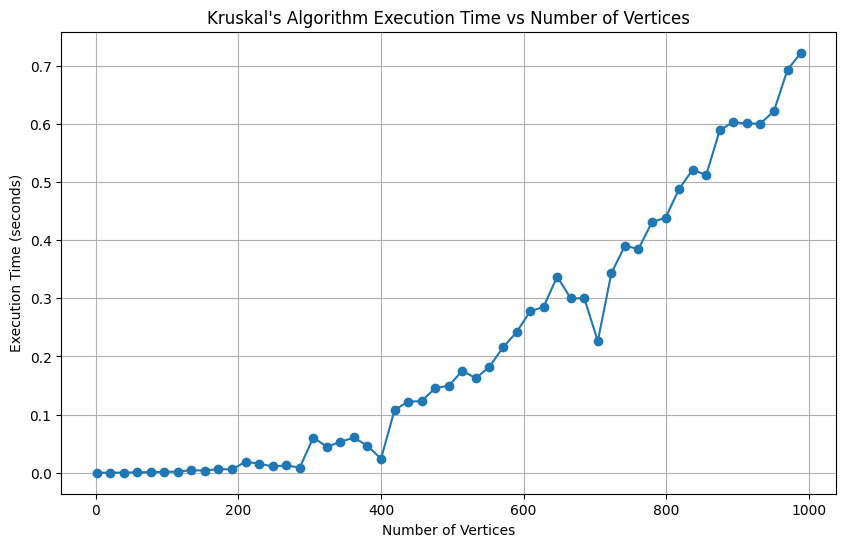 Kruskal's Algorithm Execution Time vs Number of Vertices
0.7
0.6
0.5
0.4
0.3
0.2
0.1
0.0
Execution Time (seconds)
0 200 400 600 800 1000
Number of Vertices